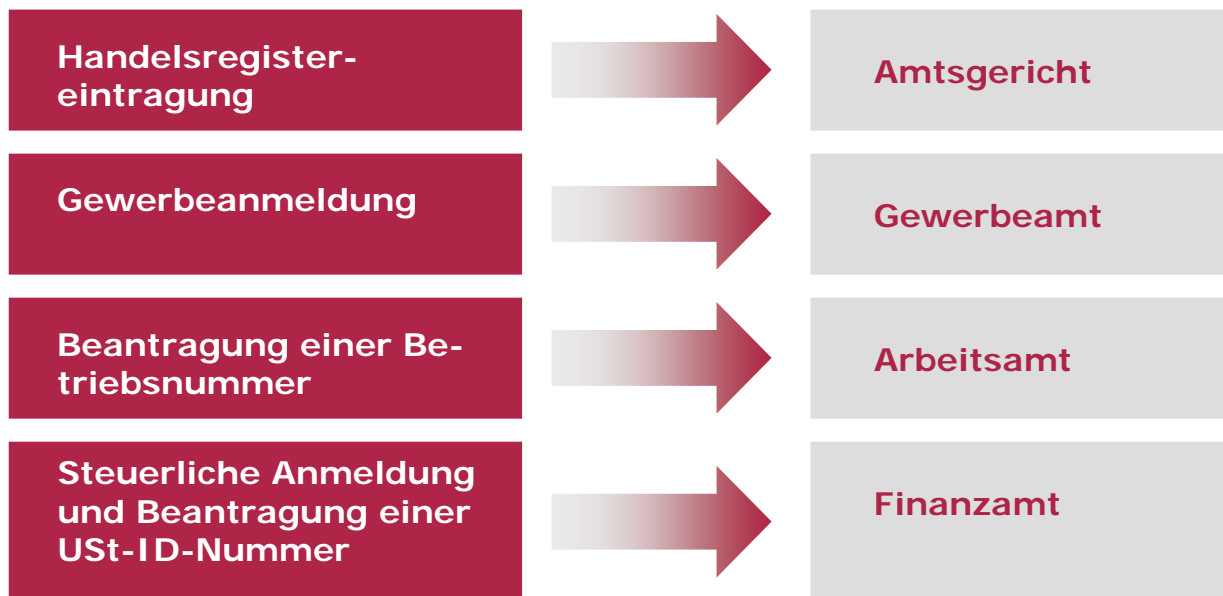 Handelsregister-
eintragung
Amtsgericht
Gewerbeanmeldung
Gewerbeamt
Beantragung einer Be-
triebsnummer
Arbeitsamt
Steuerliche Anmeldung
und Beantragung einer
USt-ID-Nummer
Finanzamt